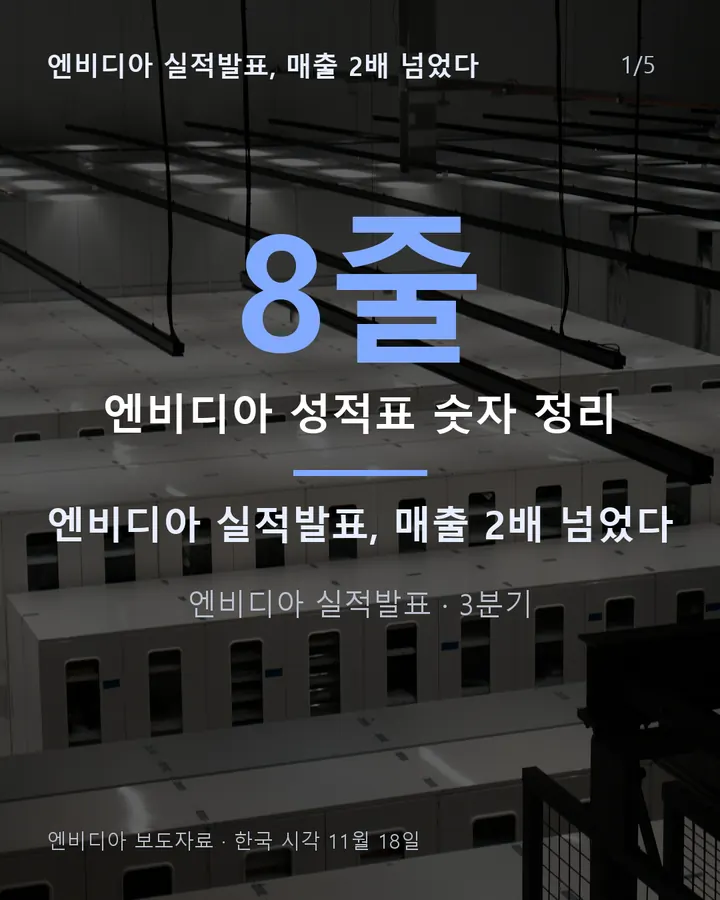 엔비디아 실적발표, 매출 2배 넘었다
1/5
8줄
엔비디아 성적표 숫자 정리
엔비디아 실적발표, 매출 2배 넘었다
엔비디아 실적발표 · 3분기
엔비디아 보도자료 · 한국 시각 11월 18일